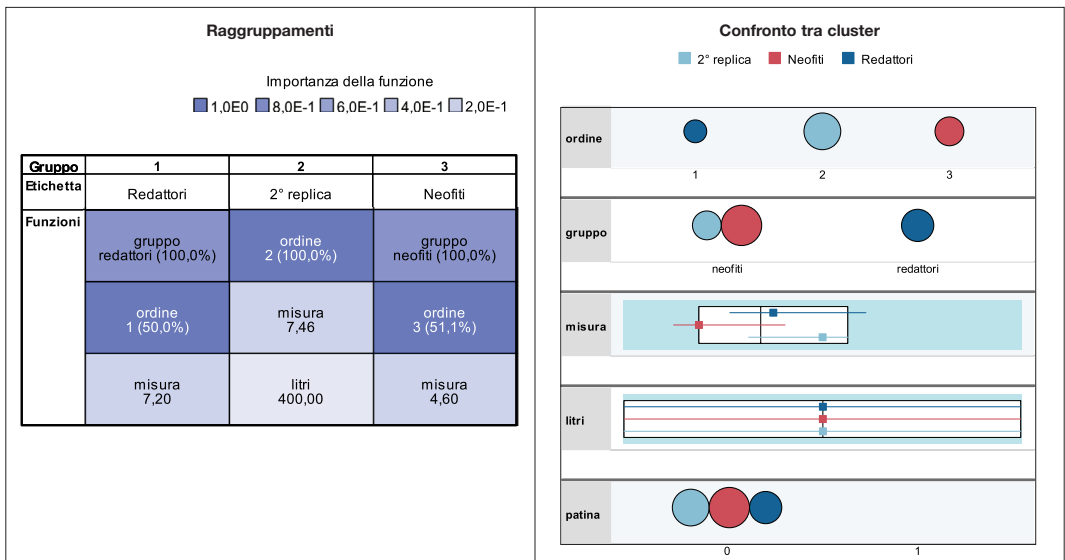 Raggruppamenti
Importanza della funzione
1,0E0 8,0E-1 6,0E-1 4,0E-1 2,0E-1
Gruppo 1 2 3
Etichetta Redattori 2° replica Neofiti
Funzioni
gruppo
redattori (100,0%)
ordine
2 (100,0%)
gruppo
neofiti (100,0%)
ordine
1 (50,0%)
misura
7,46
ordine
3 (51,1%)
misura
7,20
litri
400,00
misura
4,60
Confronto tra cluster
2° replica Neofiti Redattori
ordine
1 2 3
gruppo
neofiti redattori
misura
litri
patina
0 1